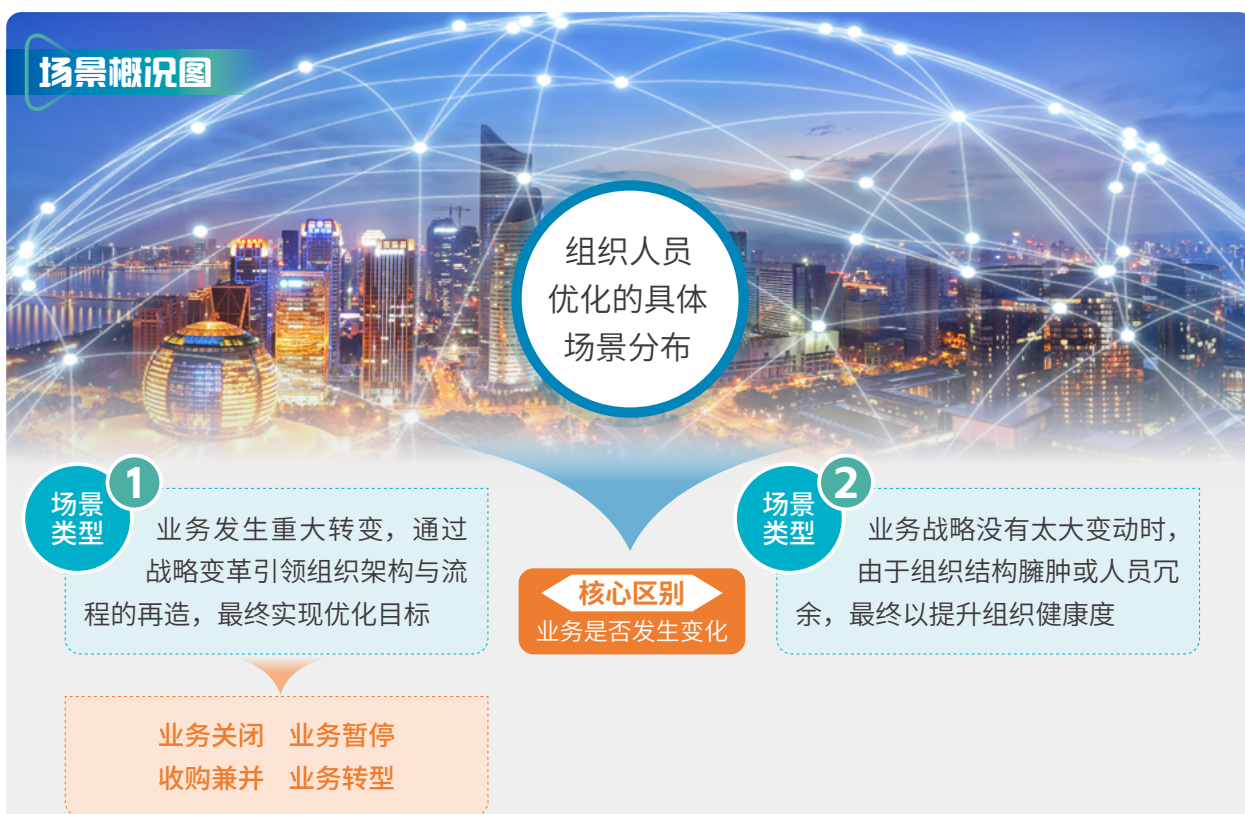 场景概况图
组织人员
优化的具体
场景分布
场景
类型
1
业务发生重大转变，通过
战略变革引领组织架构与流
程的再造，最终实现优化目标
核心区别
业务是否发生变化
场景
类型
2
业务战略没有太大变动时，
由于组织结构臃肿或人员冗
余，最终以提升组织健康度
业务关闭 业务暂停
收购兼并 业务转型